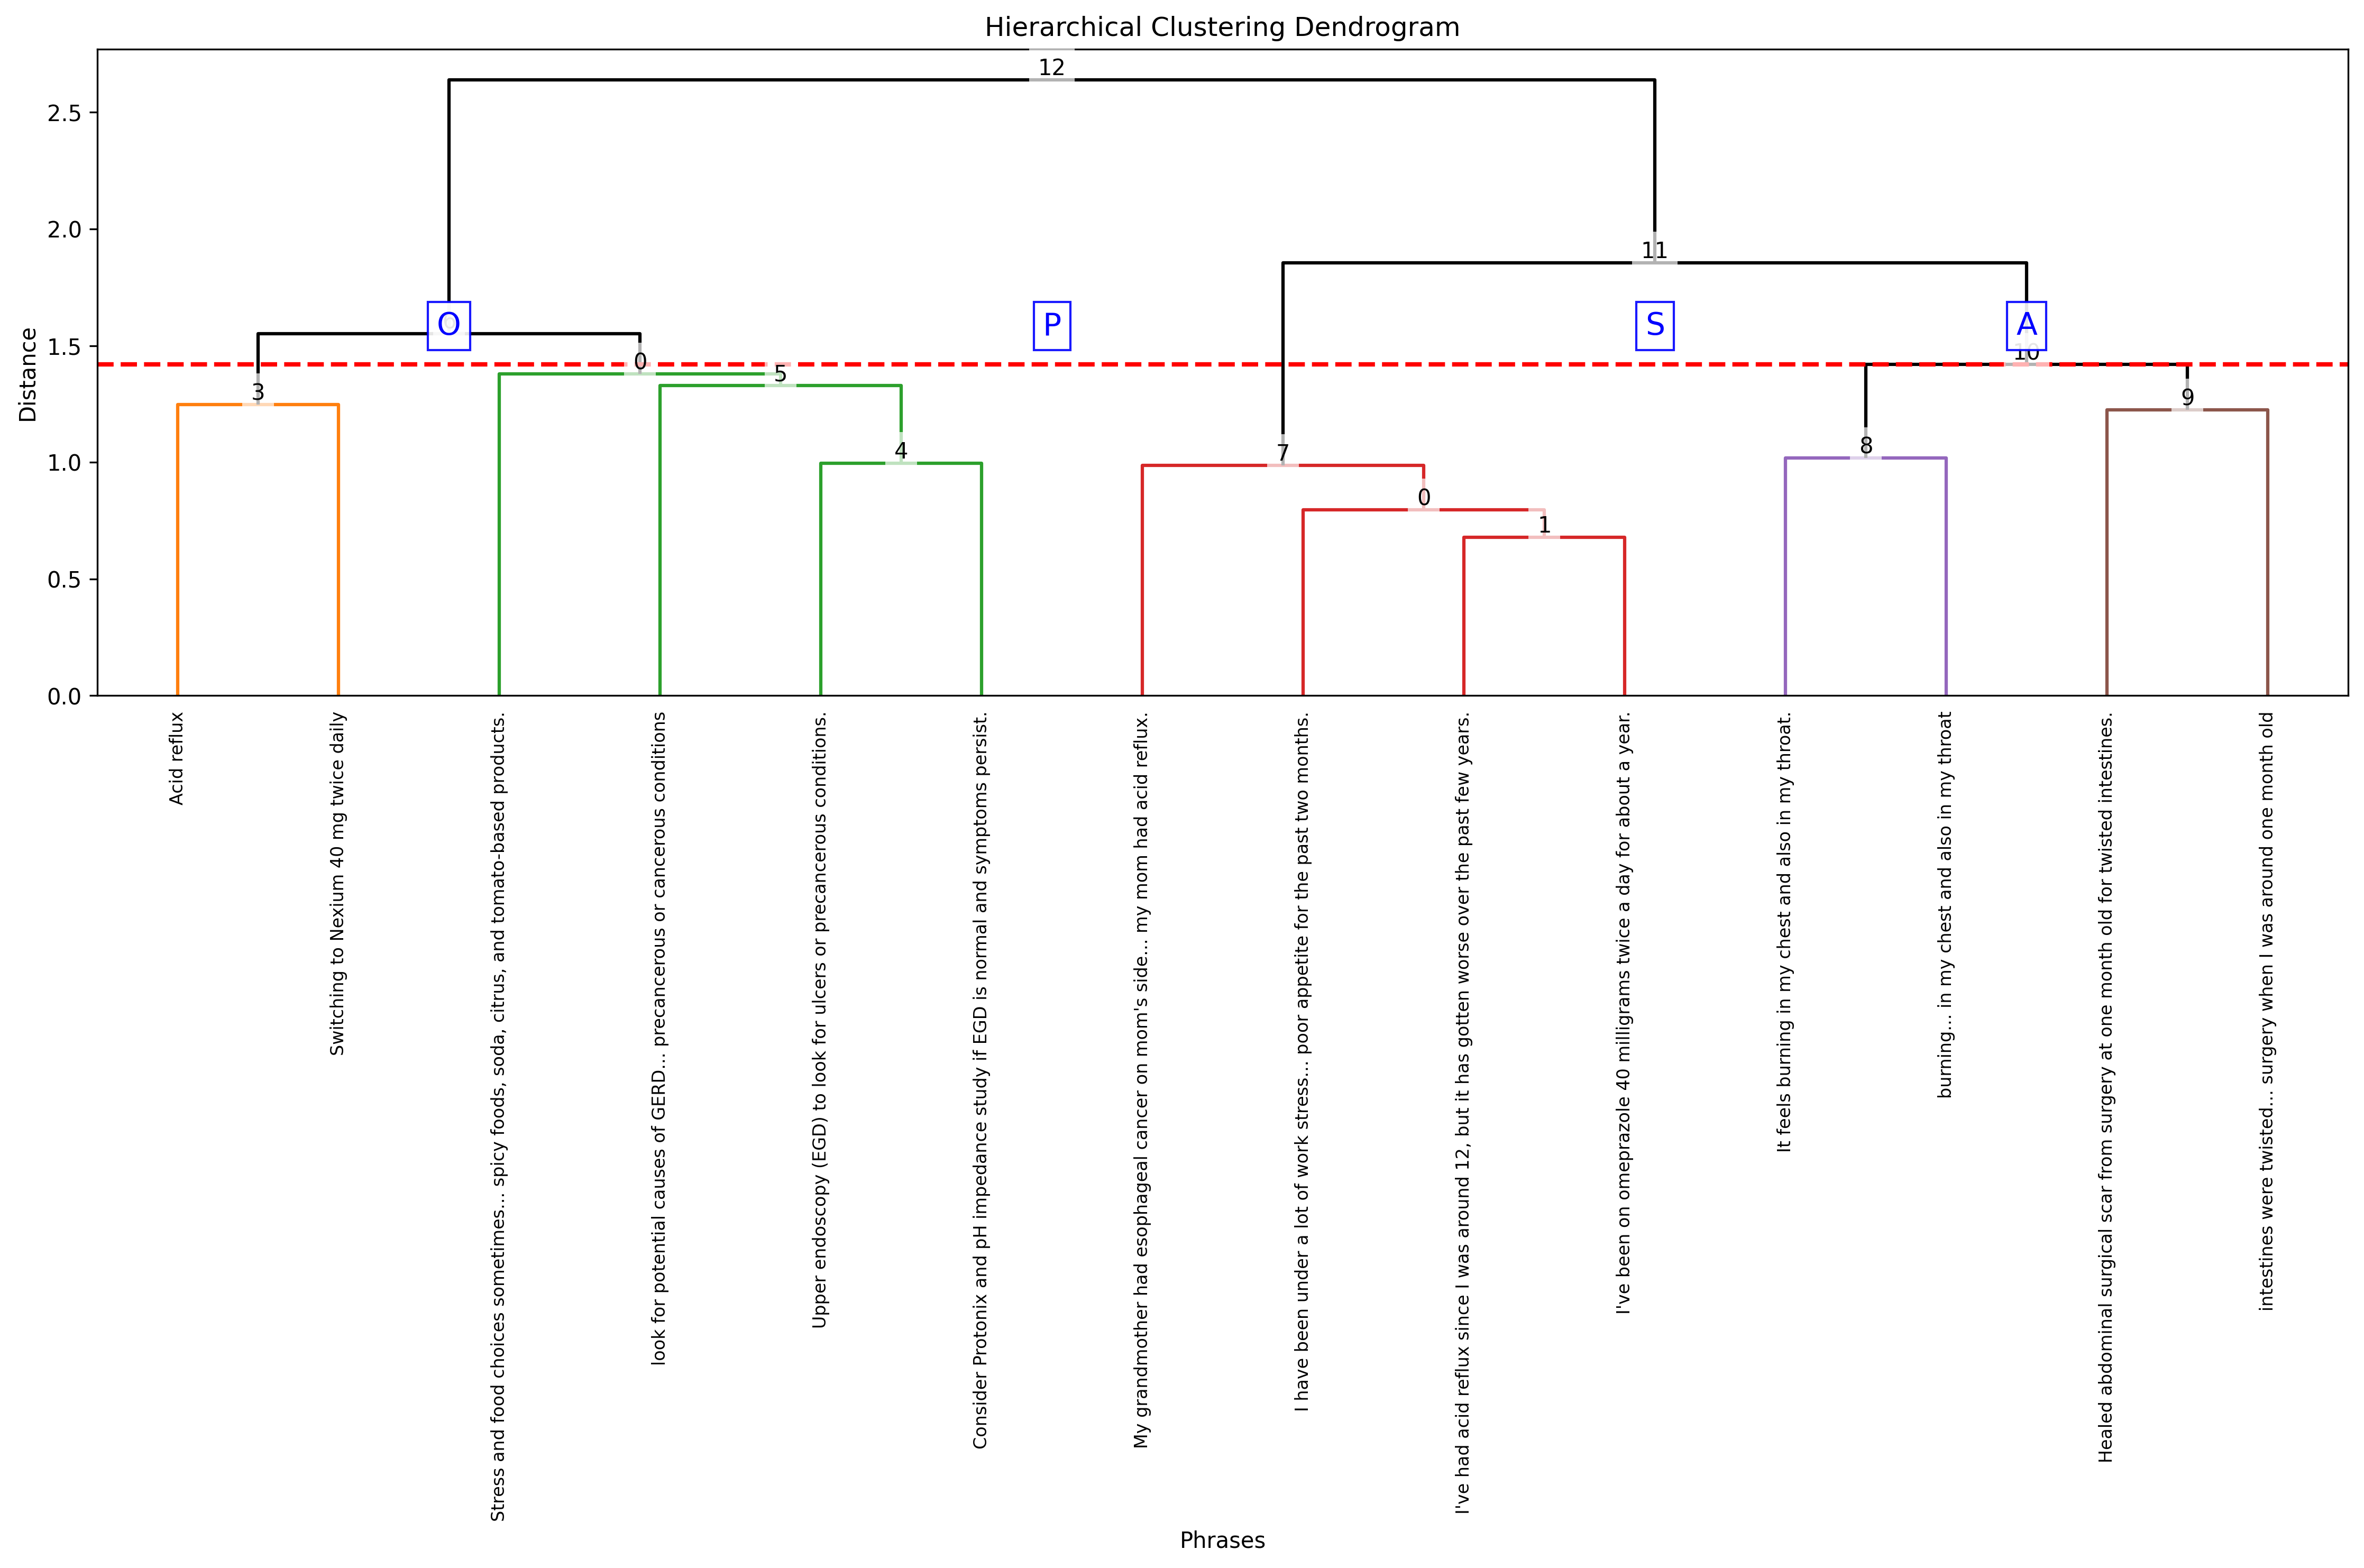 Hierarchical Clustering Dendrogram
12
2.5
2.0
11
O
P
S
A
Distance
1.5
10
0
5
3
9
7
8
4
1.0
0
1
0.5
0.0
Acid reflux
Switching to Nexium 40 mg twice daily
Stress and food choices sometimes... spicy foods, soda, citrus, and tomato-based products.
look for potential causes of GERD... precancerous or cancerous conditions
Upper endoscopy (EGD) to look for ulcers or precancerous conditions.
Consider Protonix and pH impedance study if EGD is normal and symptoms persist.
My grandmother had esophageal cancer on mom's side... my mom had acid reflux.
I have been under a lot of work stress... poor appetite for the past two months.
I've had acid reflux since I was around 12, but it has gotten worse over the past few years.
I've been on omeprazole 40 milligrams twice a day for about a year.
It feels burning in my chest and also in my throat.
burning... in my chest and also in my throat
Healed abdominal surgical scar from surgery at one month old for twisted intestines.
intestines were twisted... surgery when I was around one month old
Phrases